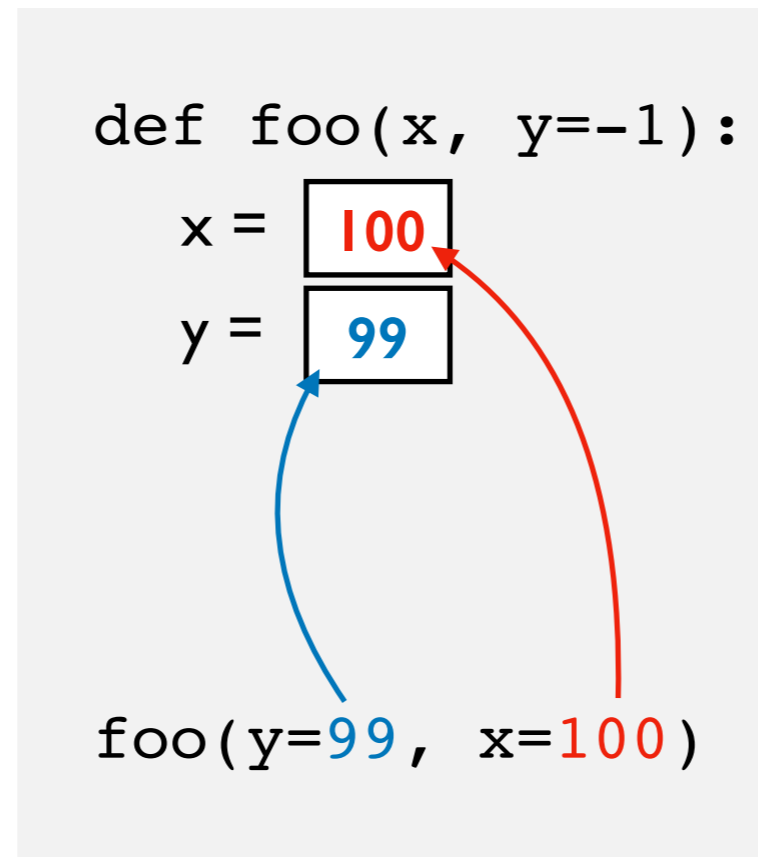 def foo(x, y=-1):
x = 100
y = 99
foo(y=99, x=100)